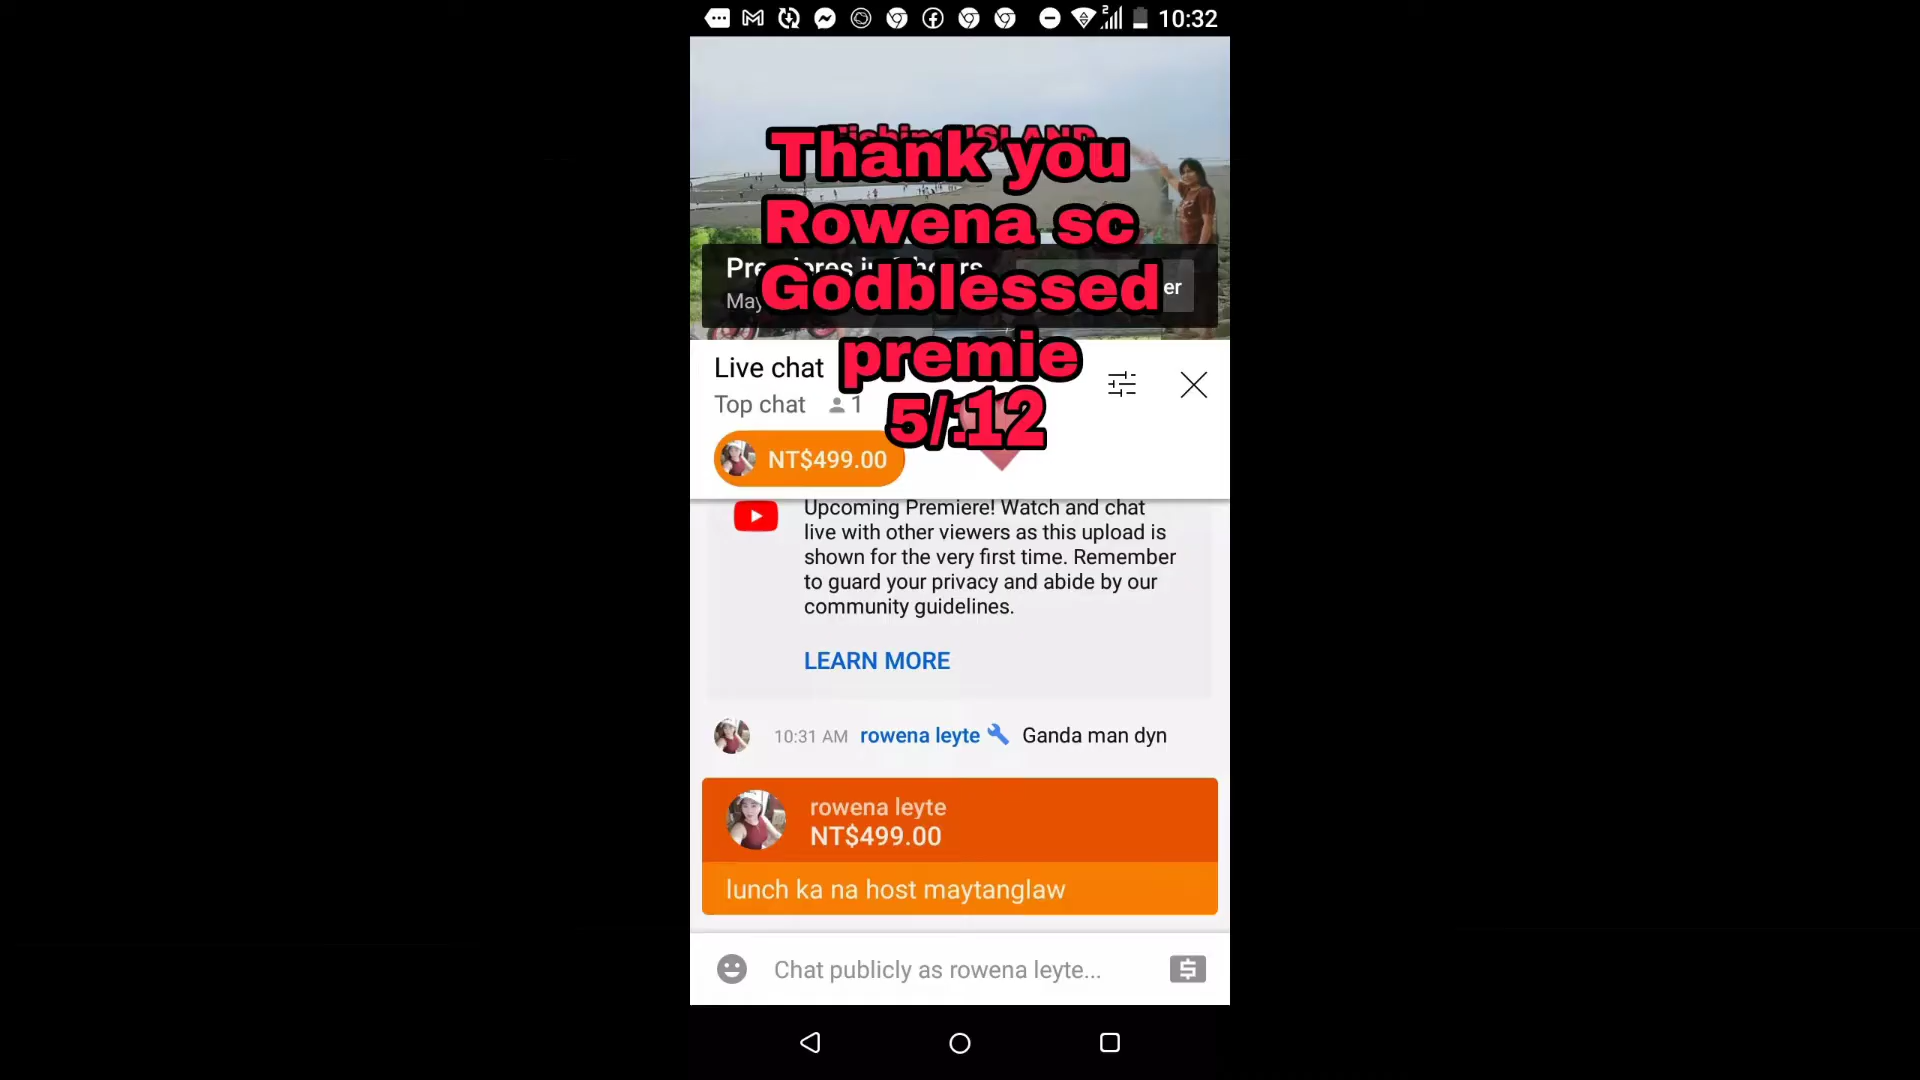 10:32
ISLAND
Thank you
Rowena sc
Godblessed
premie
5/.12
May
er
Live chat
Top chat 1
NT$499.00
Upcoming Premiere! Watch and chat
live with other viewers as this upload is
shown for the very first time. Remember
to guard your privacy and abide by our
community guidelines.
LEARN MORE
10:31 AM rowena leyte Ganda man dyn
rowena leyte
NT$499.00
lunch ka na host maytanglaw
Chat publicly as rowena leyte...